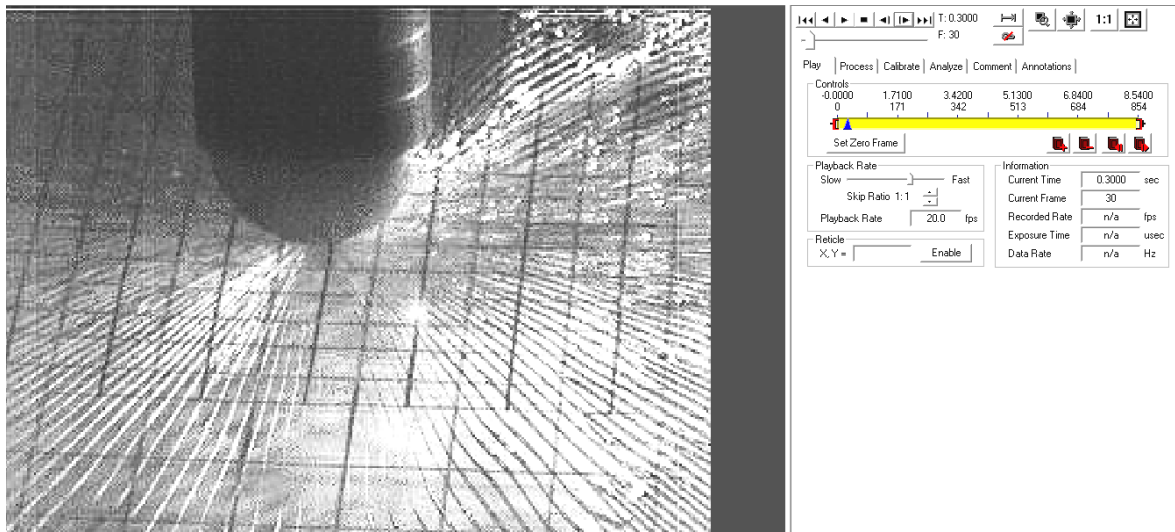 T: 0.3000
F: 30
1:1
Play Process Calibrate Analyze Comment Annotations
Controls
-0.0000 1.7100 3.4200 5.1300 6.8400 8.5400
0 171 342 513 684 854
Set Zero Frame
Playback Rate
Slow Fast
Skip Ratio 1:1
Playback Rate 20.0 fps
Reticle
X, Y = Enable
Information
Current Time 0.3000 sec
Current Frame 30
Recorded Rate n/a fps
Exposure Time n/a usec
Data Rate n/a Hz